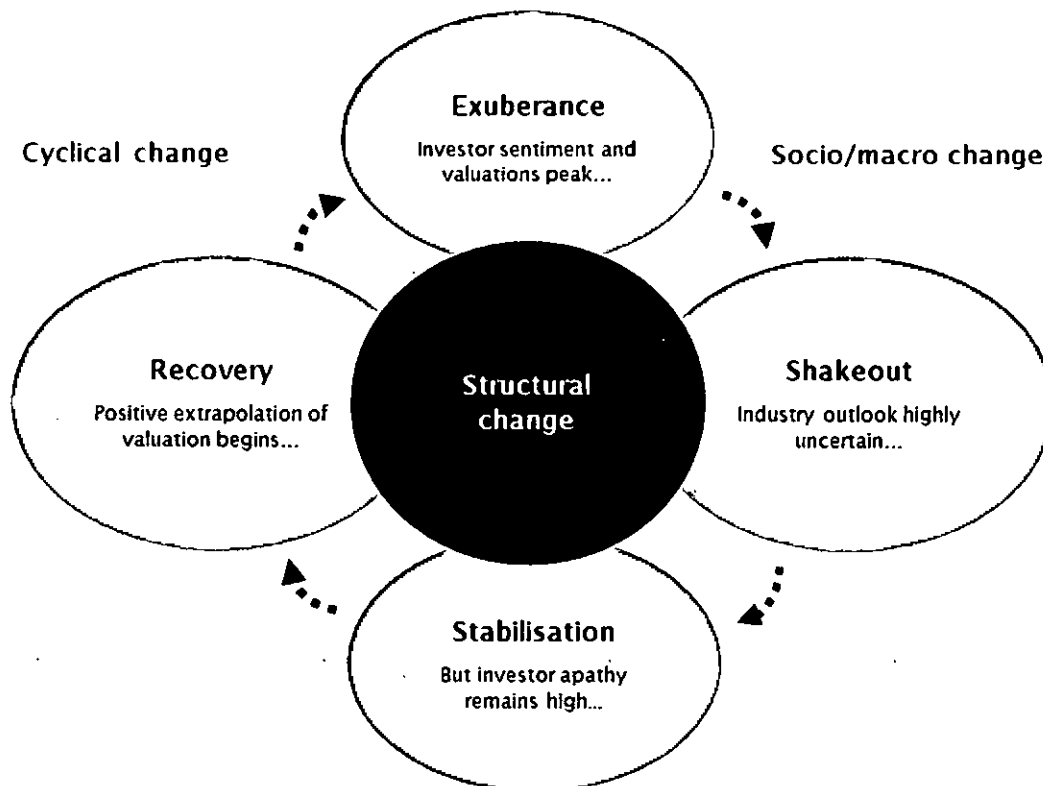 Exuberance
Investor sentiment and
valuations peak...
Cyclical change
Socio/macro change
Recovery
Positive extrapolation of
valuation begins...
Structural
change
Shakeout
Industry outlook highly
uncertain...
Stabilisation
But investor apathy
remains high...